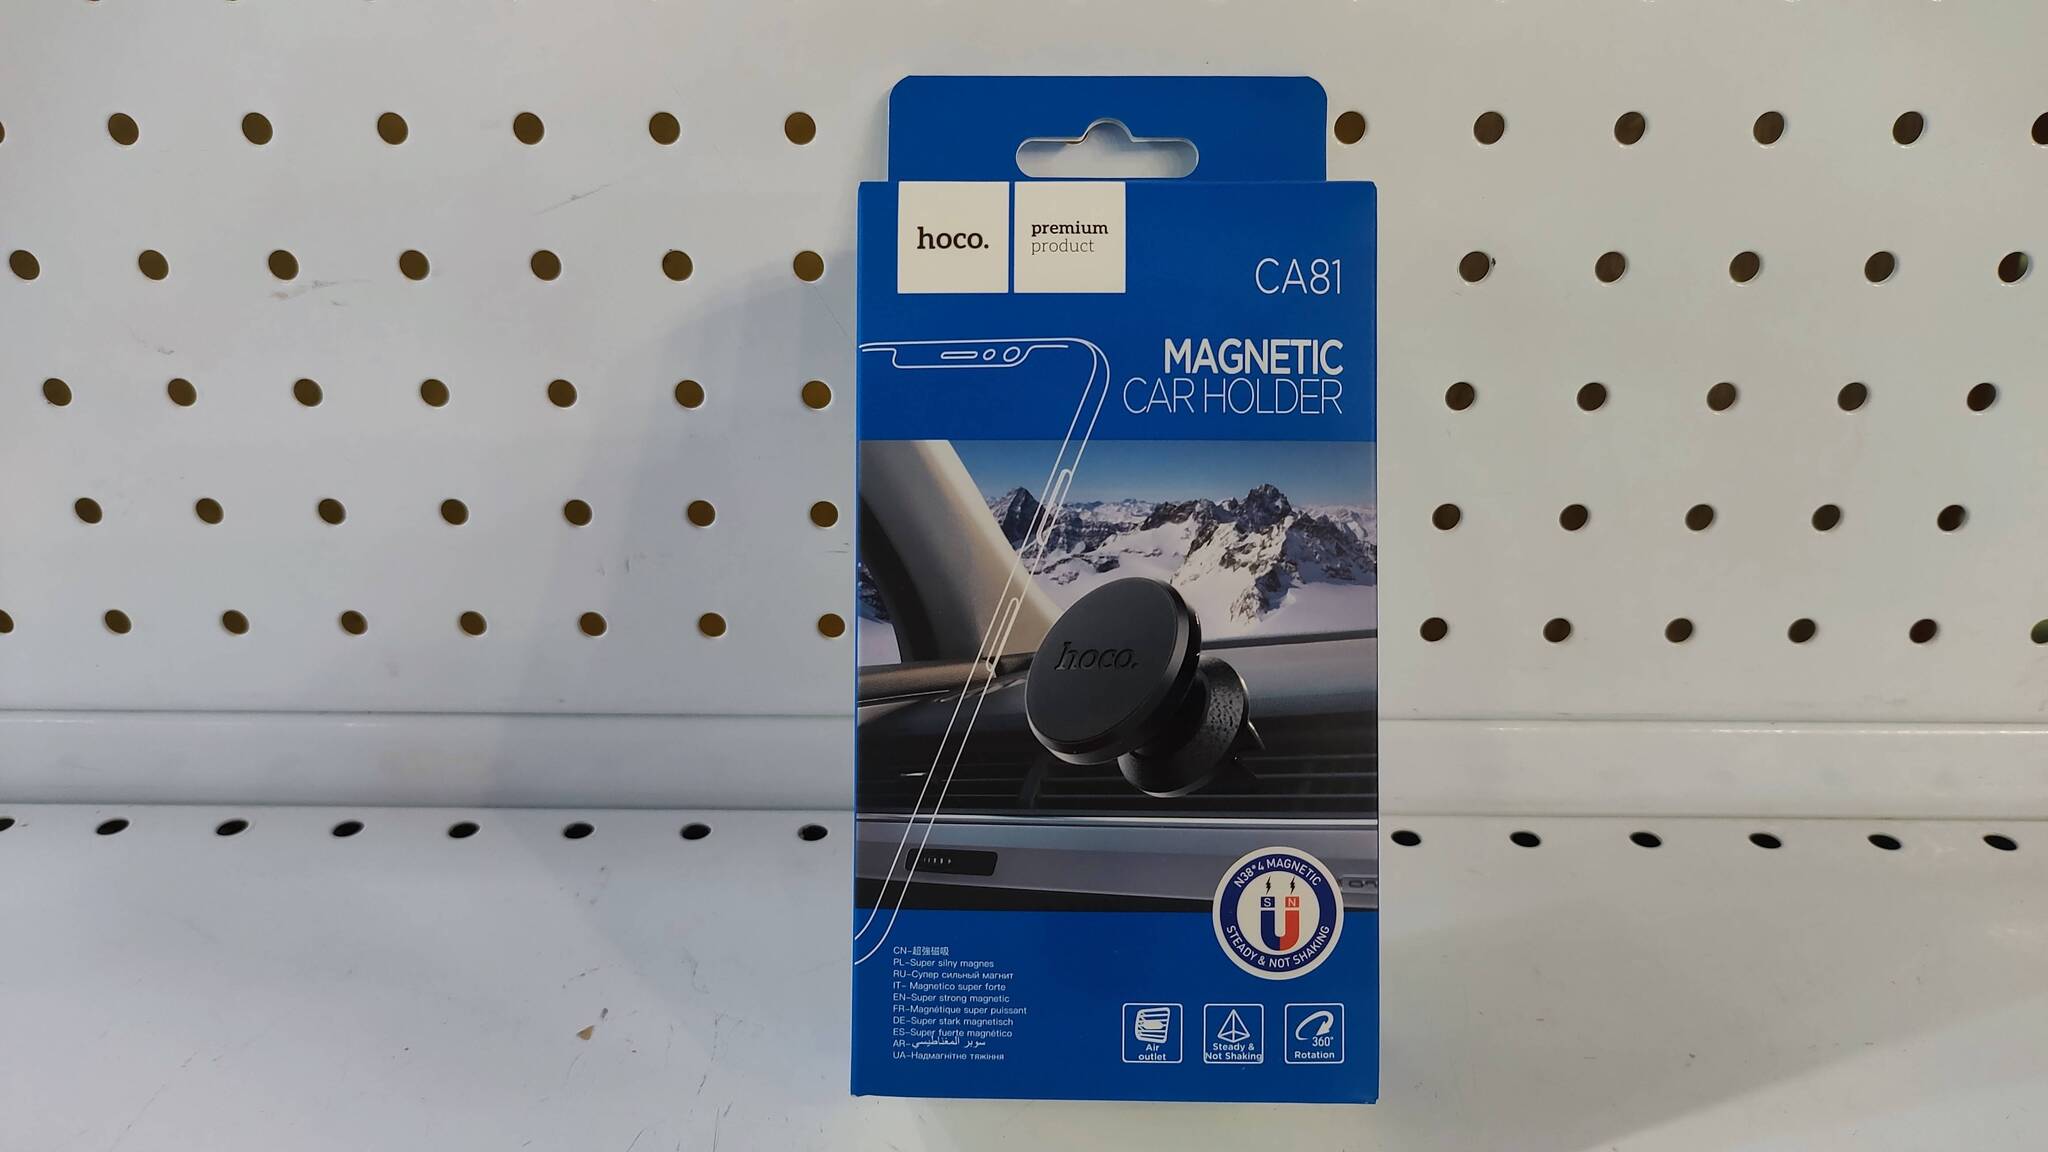 hoco.
premium
product
CA81
MAGNETIC
CAR HOLDER
hoco.
N38*4 MAGNETIC
S N
STEADY & NOT SHAKING
CN-超強磁吸
PL-Super silny magnes
RU-Супер сильный магнит
IT- Magnetico super forte
EN-Super strong magnetic
FR-Magnétique super puissant
DE-Super stark magnetisch
ES-Super fuerte magnético
AR-سوبر المغناطيسي
UA-Надмагнітне тяжіння
Air
outlet
Steady &
Not Shaking
360°
Rotation